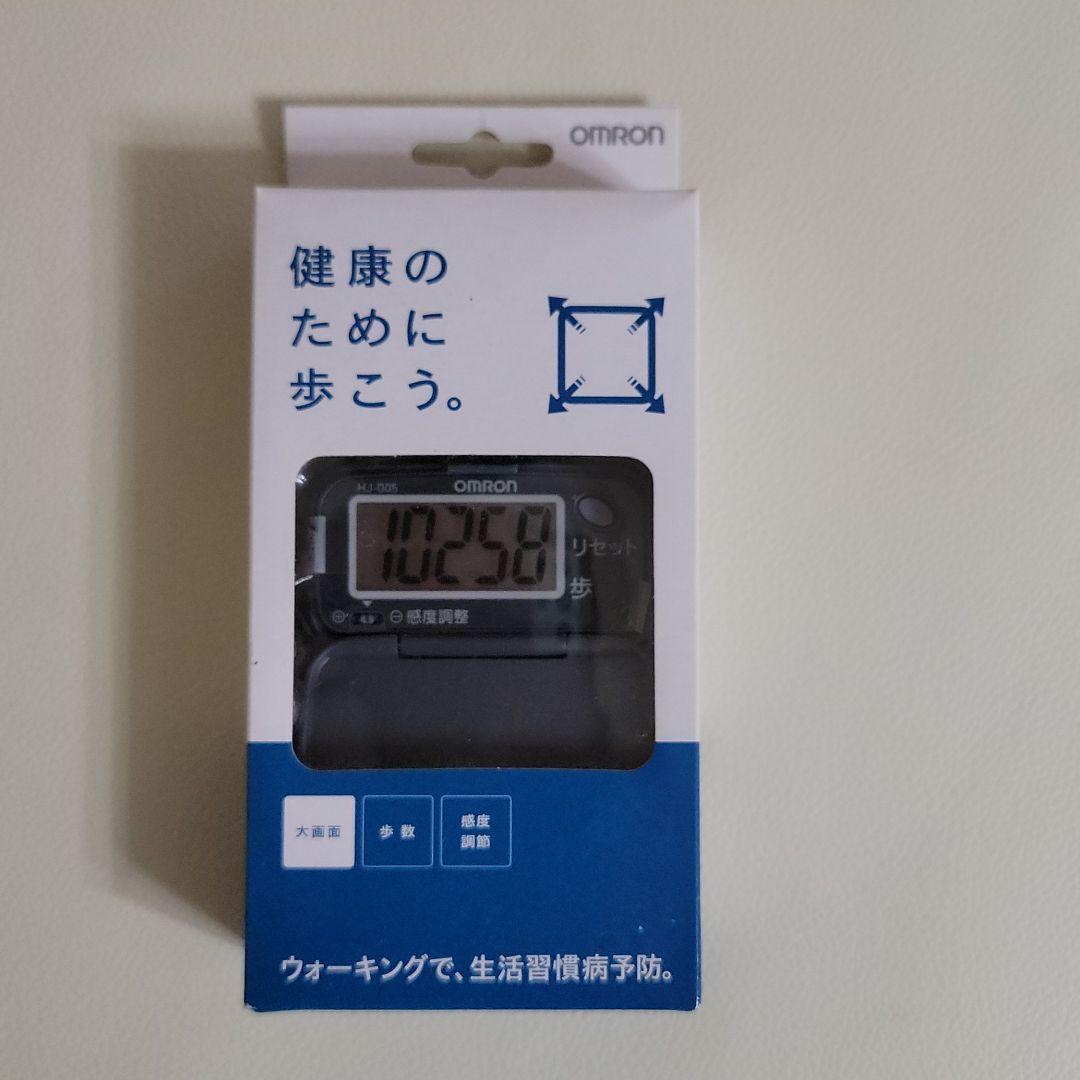 OMRON
健康の
ために
歩こう。
HJ-005
OMRON
10258
リセット
歩
⊕
⊖感度調整
大画面
歩数
感度
調節
ウォーキングで、生活習慣病予防。